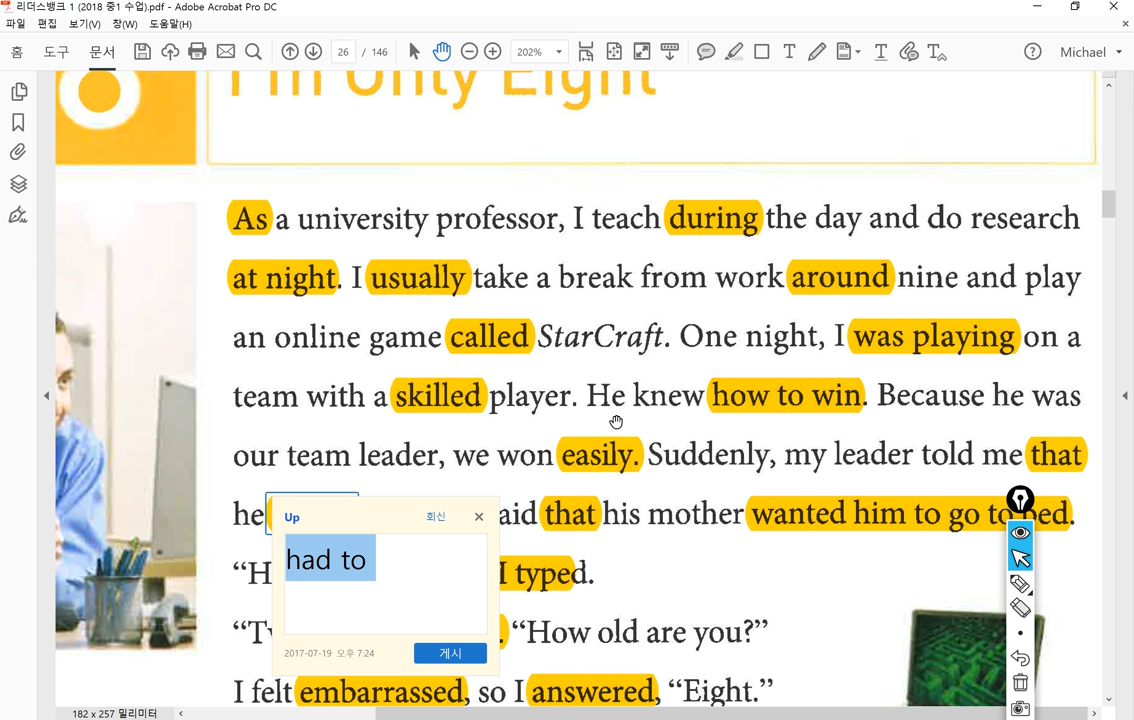 리더스뱅크 1 (2018 중1 수업).pdf - Adobe Acrobat Pro DC
파일 편집 보기(V) 창(W) 도움말(H)
홈 도구 문서 26 / 146 202% Michael
I'm Only Eight
As a university professor, I teach during the day and do research
at night. I usually take a break from work around nine and play
an online game called StarCraft. One night, I was playing on a
team with a skilled player. He knew how to win. Because he was
our team leader, we won easily. Suddenly, my leader told me that
he aid that his mother wanted him to go to bed.
Up 회신
had to
“H I typed.
“Tw . “How old are you?”
2017-07-19 오후 7:24 게시
I felt embarrassed, so I answered, “Eight.”
182 x 257 밀리미터